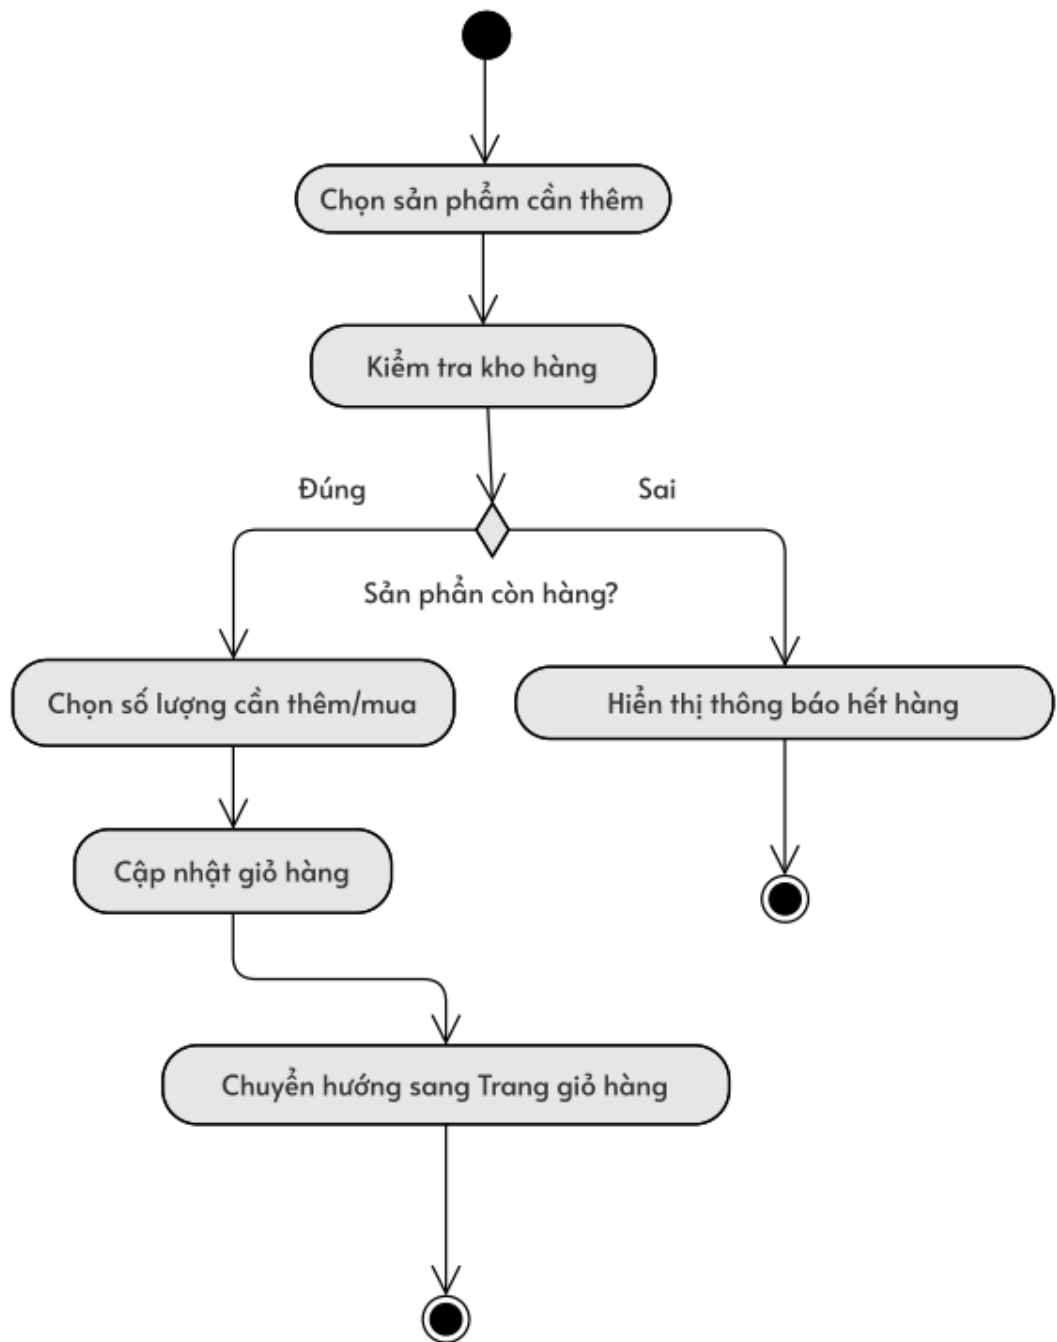 Chọn sản phẩm cần thêm
Kiểm tra kho hàng
Đúng
Sai
Sản phẩn còn hàng?
Chọn số lượng cần thêm/mua
Hiển thị thông báo hết hàng
Cập nhật giỏ hàng
Chuyển hướng sang Trang giỏ hàng